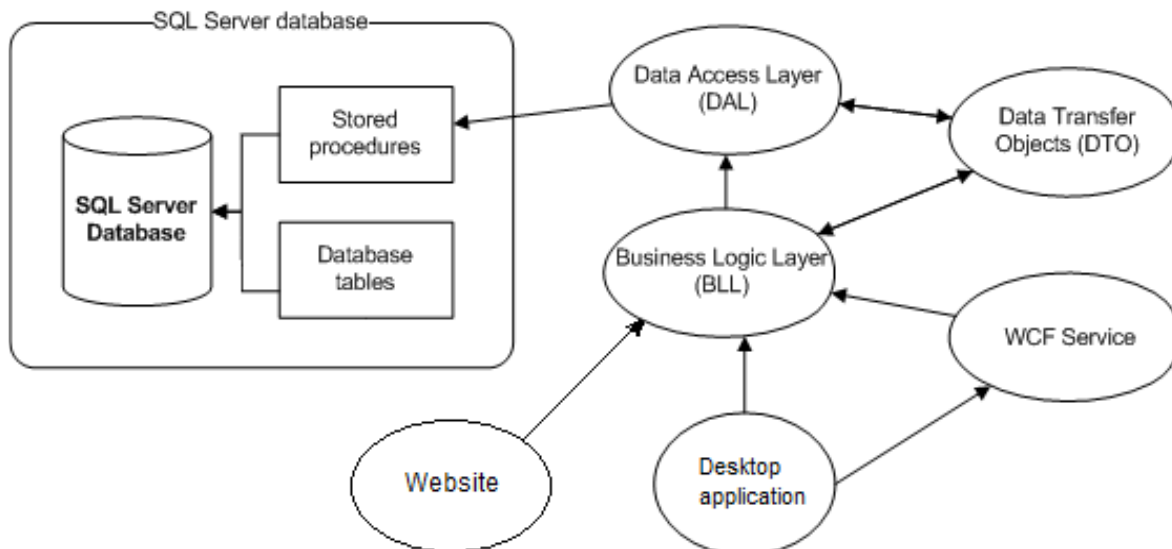 SQL Server database
Stored
procedures
SQL Server
Database
Database
tables
Data Access Layer
(DAL)
Data Transfer
Objects (DTO)
Business Logic Layer
(BLL)
WCF Service
Website
Desktop
application